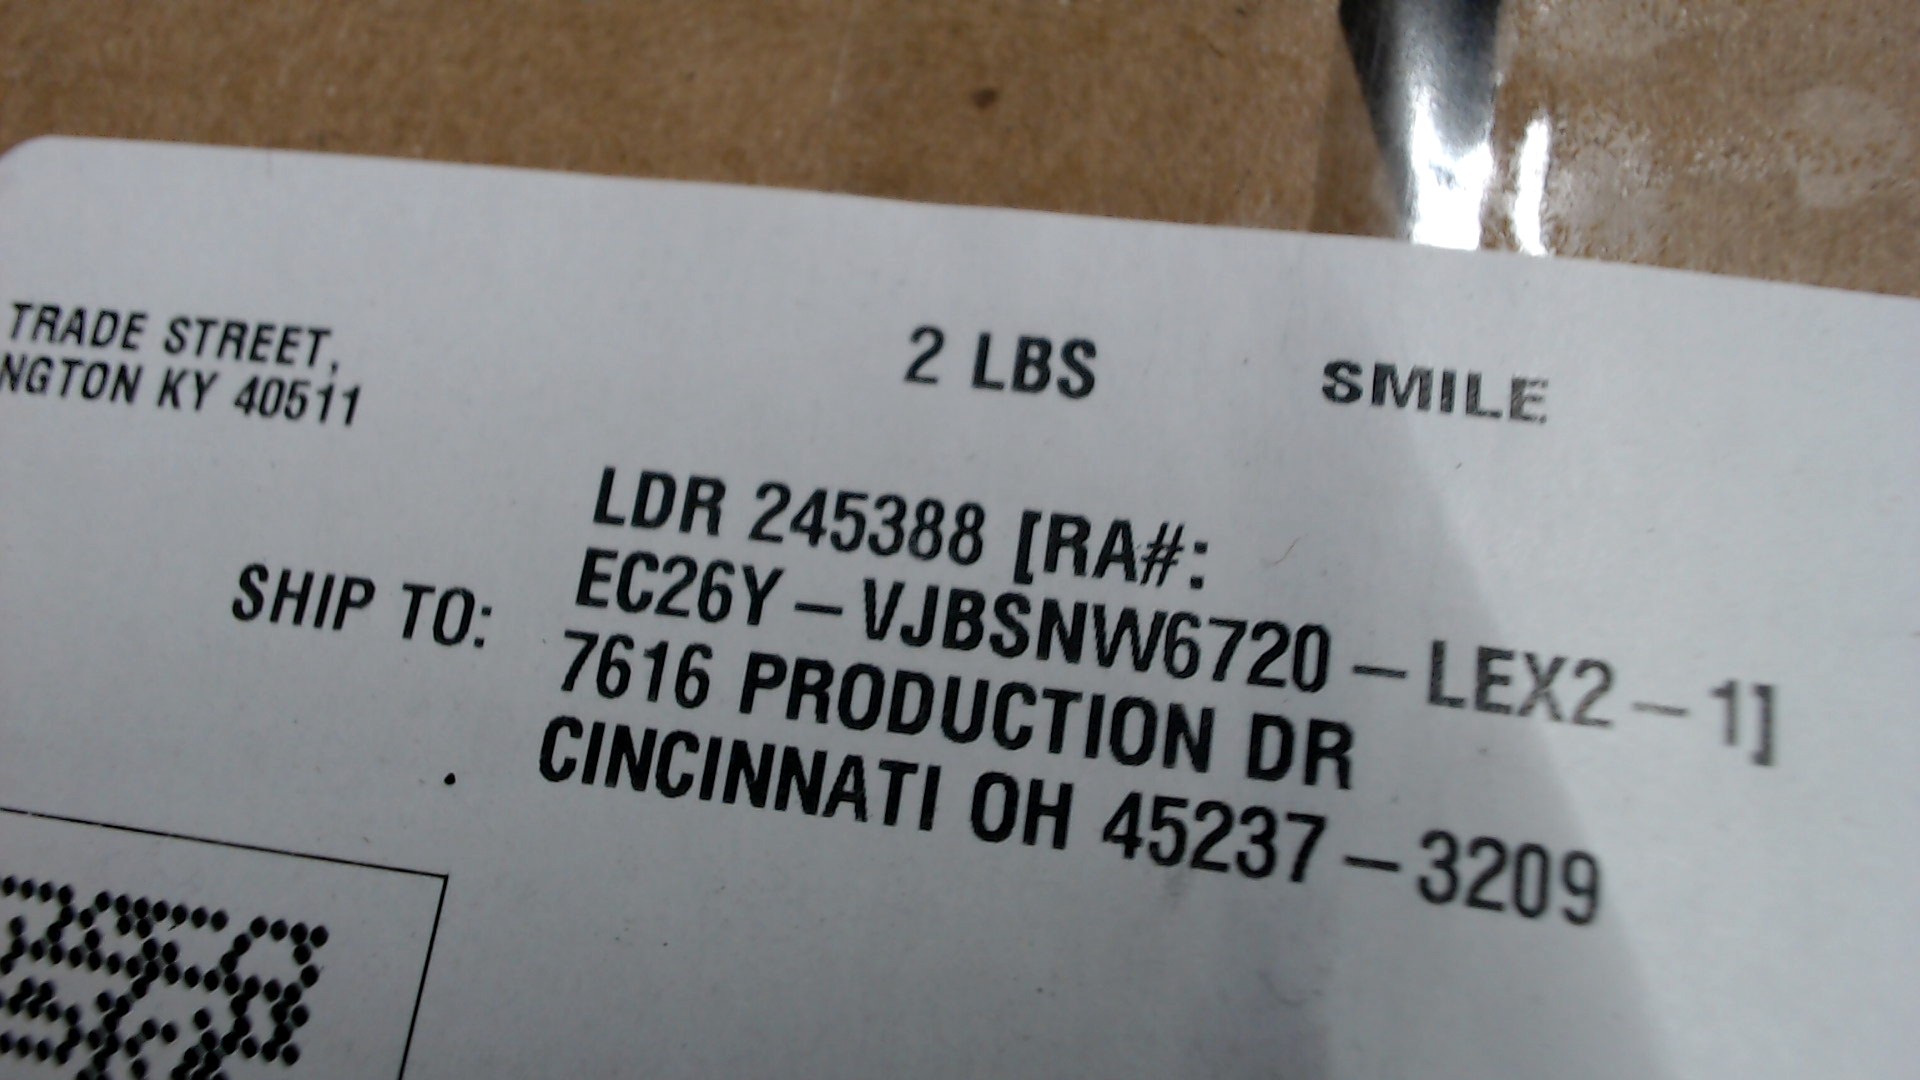 TRADE STREET,
NGTON KY 40511
2 LBS
SMILE
LDR 245388 [RA#:
EC26Y-VJBSNW6720-LEX2-1]
SHIP TO:
7616 PRODUCTION DR
CINCINNATI OH 45237-3209